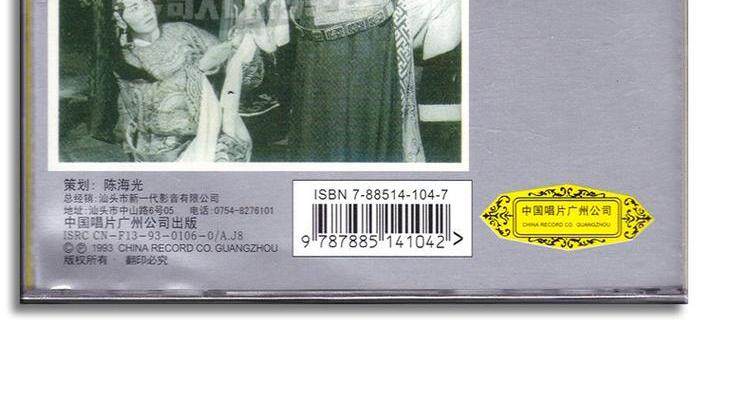 策划：陈海光
总经销：汕头市新一代影音有限公司
地址：汕头市中山路6号05 电话：0754-8276101
中国唱片广州公司出版
ISRC CN-F13-93-0106-0/A.J8
Ⓒ Ⓟ 1993 CHINA RECORD CO. GUANGZHOU
版权所有 · 翻印必究
ISBN 7-88514-104-7
9 787885 141042 >
中国唱片广州公司
CHINA RECORD CO. GUANGZHOU